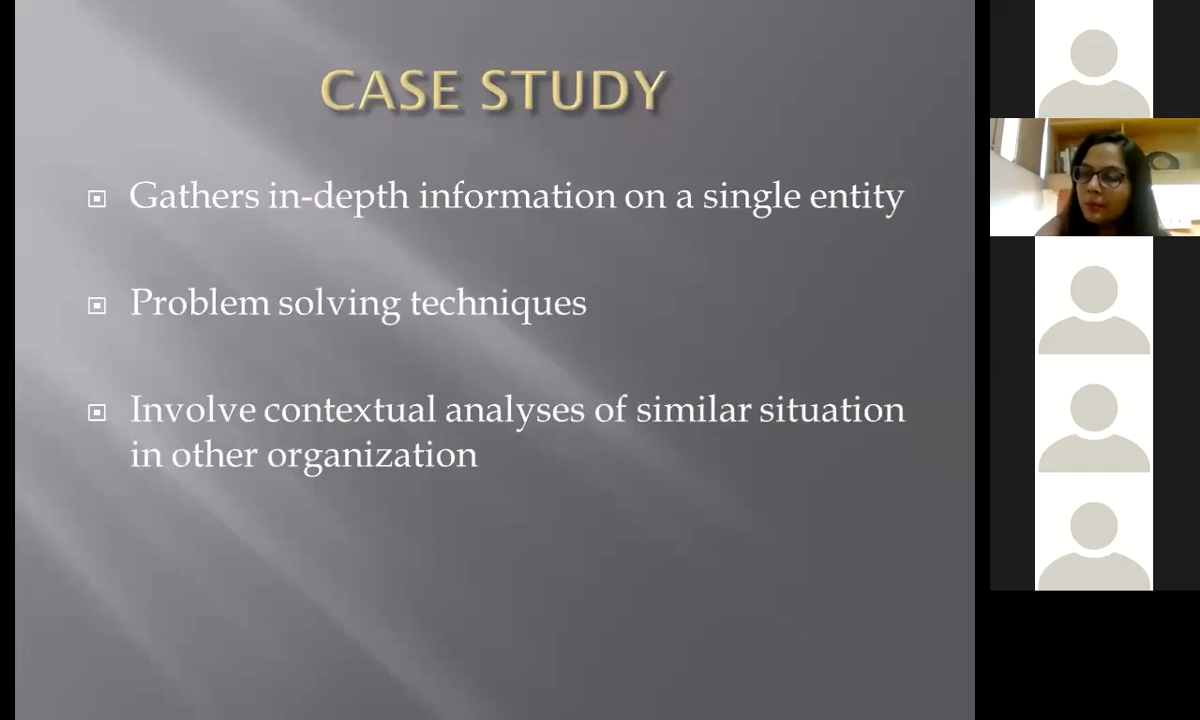 CASE STUDY
Gathers in-depth information on a single entity
Problem solving techniques
Involve contextual analyses of similar situation
in other organization